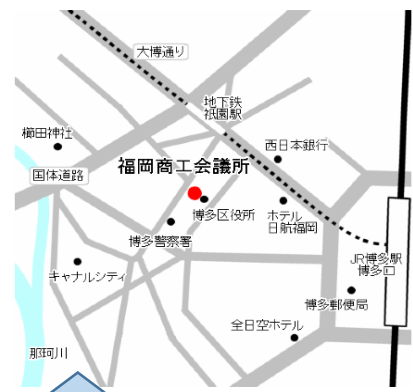 大博通り
地下鉄
祇園駅
櫛田神社
西日本銀行
福岡商工会議所
国体道路
博多区役所
ホテル
日航福岡
博多警察署
JR博多駅
博多口
キャナルシティ
博多郵便局
全日空ホテル
那珂川